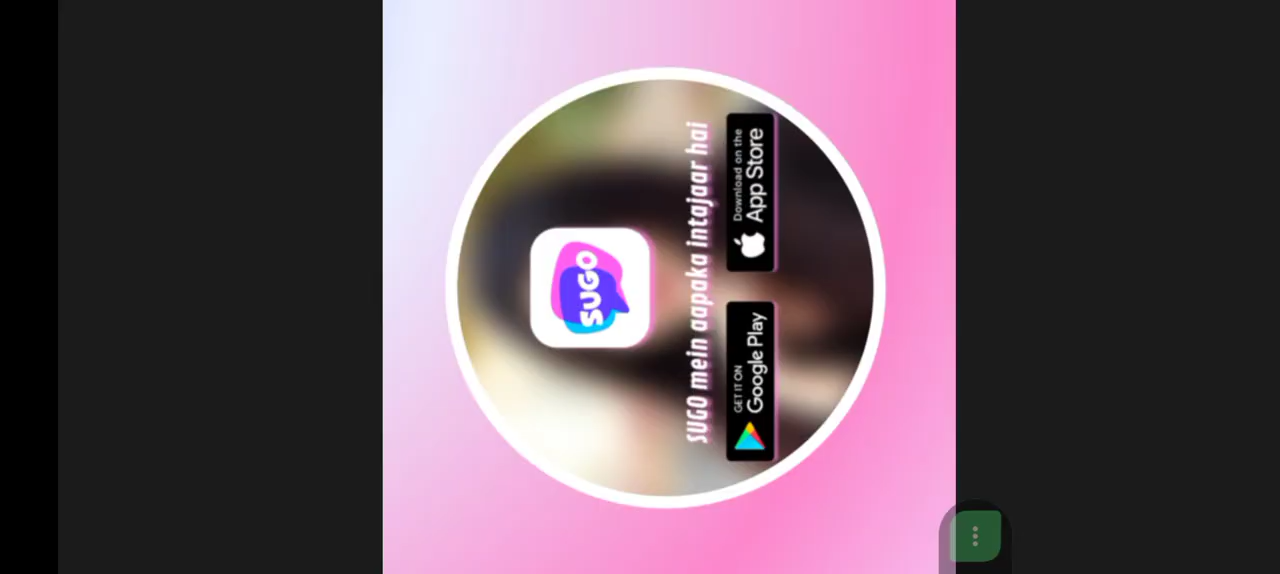 SUGO
SUGO mein aapaka intajaar hai
GET IT ON
Google Play
Download on the
App Store